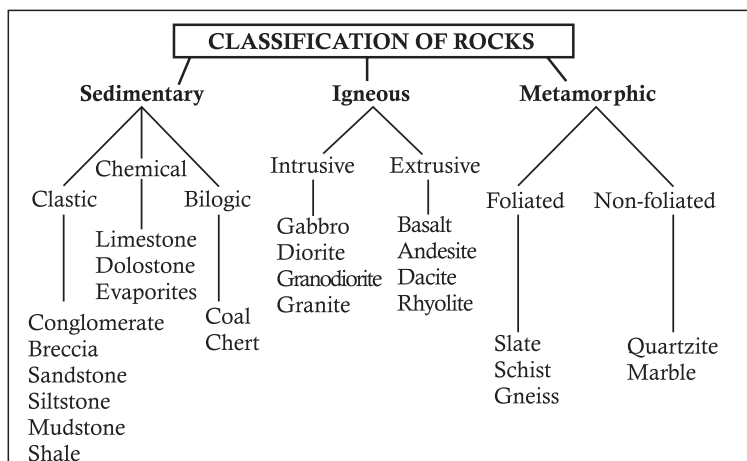 CLASSIFICATION OF ROCKS
Sedimentary
Igneous
Metamorphic
Clastic
Chemical
Bilogic
Intrusive
Extrusive
Foliated
Non-foliated
Conglomerate
Breccia
Sandstone
Siltstone
Mudstone
Shale
Limestone
Dolostone
Evaporites
Coal
Chert
Gabbro
Diorite
Granodiorite
Granite
Basalt
Andesite
Dacite
Rhyolite
Slate
Schist
Gneiss
Quartzite
Marble